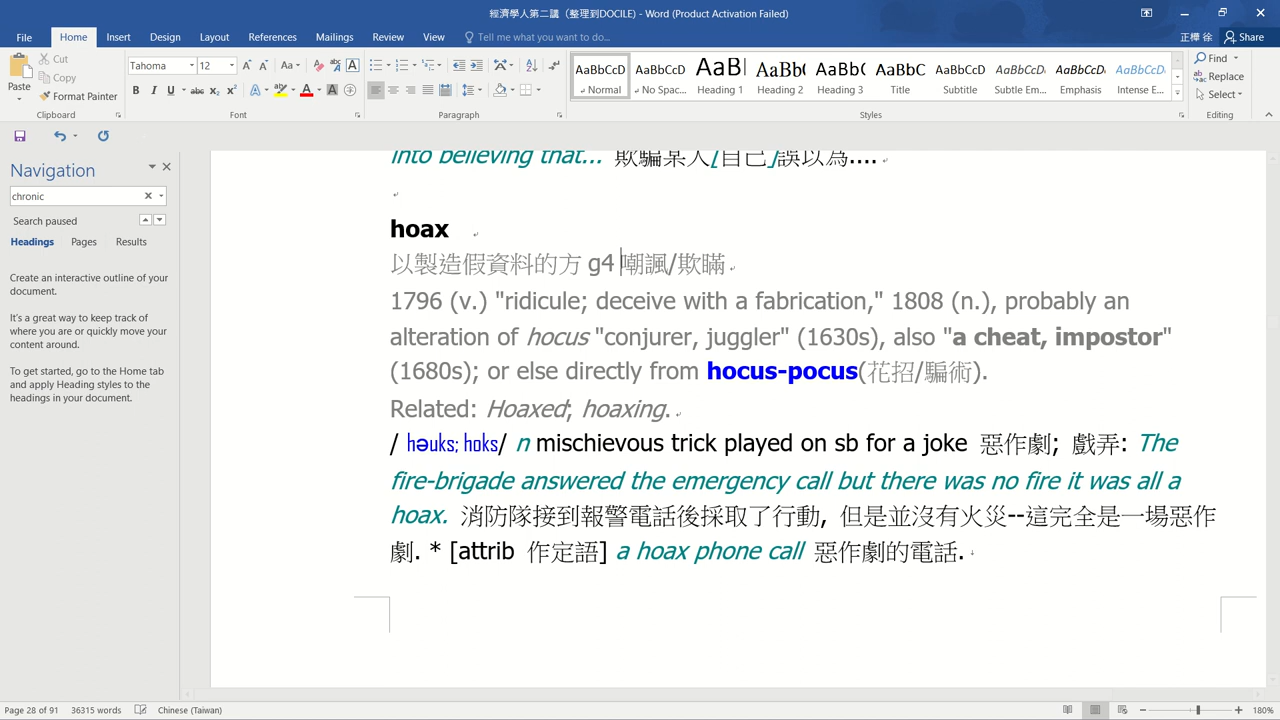 經濟學人第二講（整理到DOCILE) - Word (Product Activation Failed)
File Home Insert Design Layout References Mailings Review View Tell me what you want to do... 正樺 徐 Share
Paste Cut Copy Format Painter
Clipboard
Tahoma 12
Font
Paragraph
AaBbCcD AaBbCcD AaBb AaBb( AaBbC( AaBbC AaBbCcD AaBbCcD AaBbCcD AaBbCcD
Normal No Spac... Heading 1 Heading 2 Heading 3 Title Subtitle Subtle Em... Emphasis Intense E...
Styles
Find Replace Select
Editing
Navigation
chronic
Search paused
Headings Pages Results
Create an interactive outline of your
document.
It's a great way to keep track of
where you are or quickly move your
content around.
To get started, go to the Home tab
and apply Heading styles to the
headings in your document.
into believing that... 欺騙某人[自己]誤以為....
hoax
以製造假資料的方 g4 嘲諷/欺瞞
1796 (v.) "ridicule; deceive with a fabrication," 1808 (n.), probably an
alteration of hocus "conjurer, juggler" (1630s), also "a cheat, impostor"
(1680s); or else directly from hocus-pocus(花招/騙術).
Related: Hoaxed; hoaxing.
/ həuks; hoks/ n mischievous trick played on sb for a joke 惡作劇; 戲弄: The
fire-brigade answered the emergency call but there was no fire it was all a
hoax. 消防隊接到報警電話後採取了行動, 但是並沒有火災--這完全是一場惡作
劇. * [attrib 作定語] a hoax phone call 惡作劇的電話.
Page 28 of 91 36315 words Chinese (Taiwan) 180%